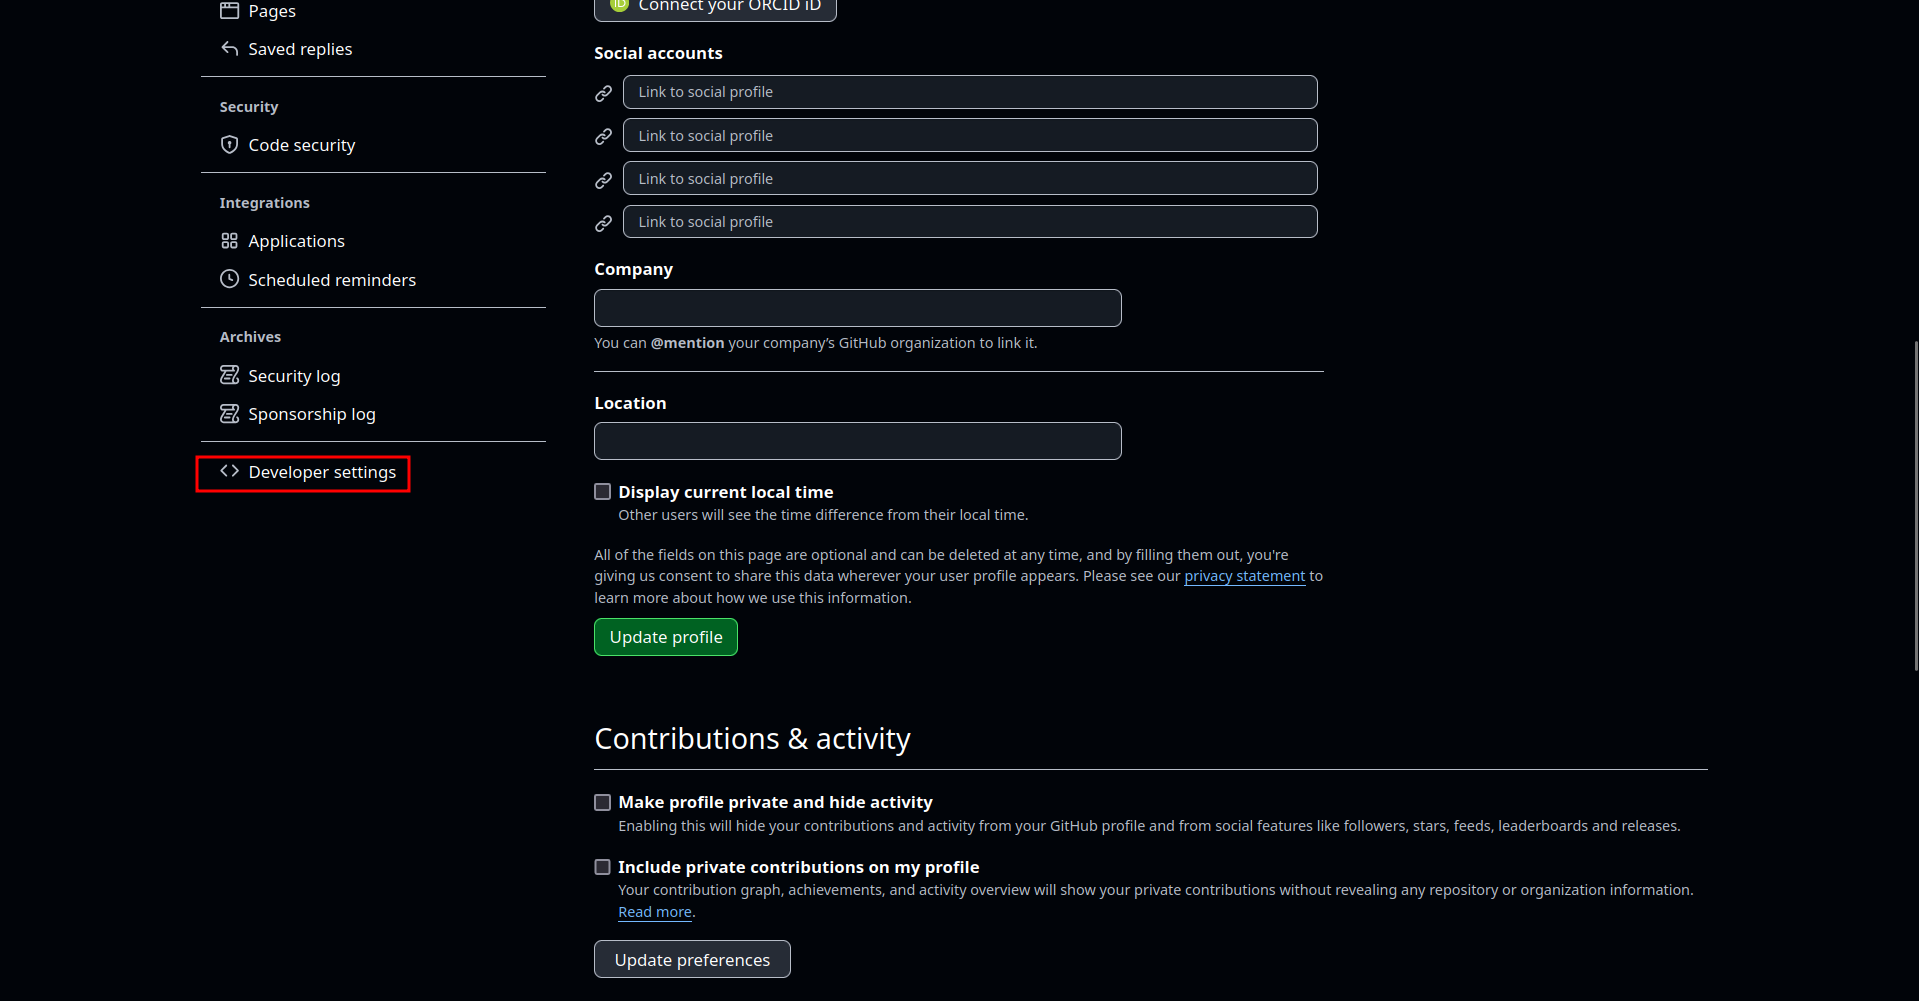 Pages
Saved replies
Security
Code security
Integrations
Applications
Scheduled reminders
Archives
Security log
Sponsorship log
Developer settings
iD Connect your ORCID iD
Social accounts
Link to social profile
Link to social profile
Link to social profile
Link to social profile
Company
You can @mention your company’s GitHub organization to link it.
Location
Display current local time
Other users will see the time difference from their local time.
All of the fields on this page are optional and can be deleted at any time, and by filling them out, you're
giving us consent to share this data wherever your user profile appears. Please see our privacy statement to
learn more about how we use this information.
Update profile
Contributions & activity
Make profile private and hide activity
Enabling this will hide your contributions and activity from your GitHub profile and from social features like followers, stars, feeds, leaderboards and releases.
Include private contributions on my profile
Your contribution graph, achievements, and activity overview will show your private contributions without revealing any repository or organization information.
Read more.
Update preferences